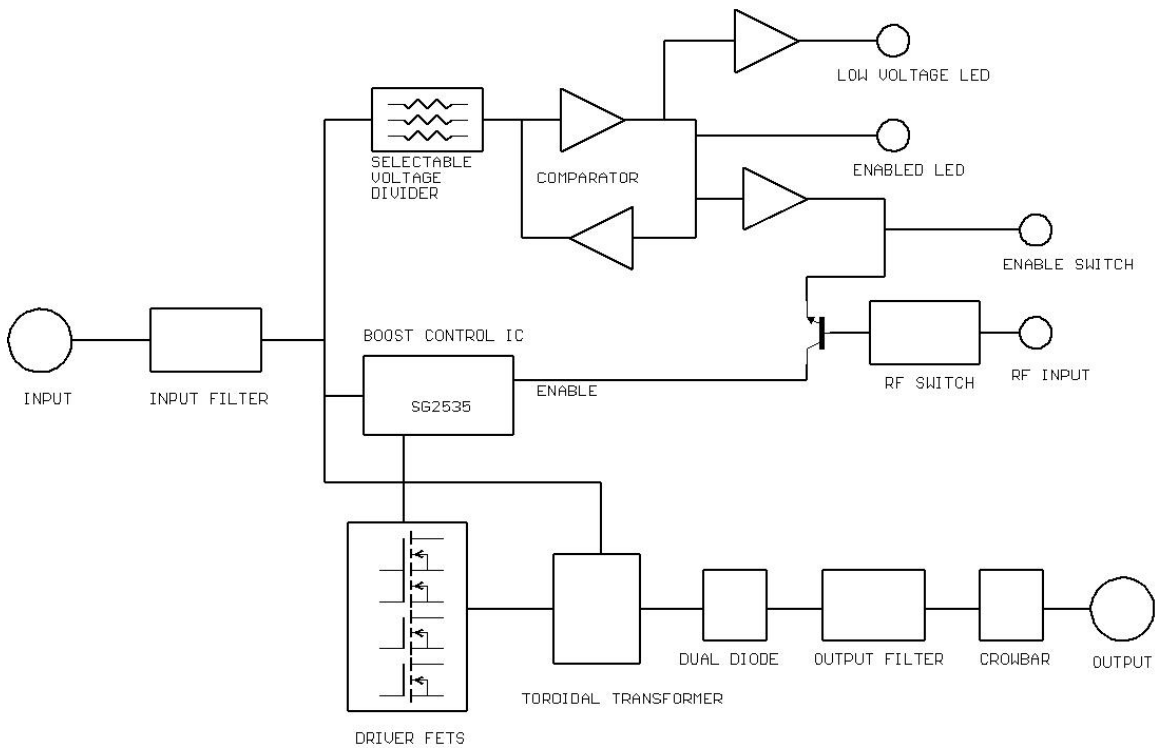 LOW VOLTAGE LED
SELECTABLE
VOLTAGE
DIVIDER
COMPARATOR
ENABLED LED
ENABLE SWITCH
BOOST CONTROL IC
SG2535
ENABLE
RF SWITCH
RF INPUT
INPUT
INPUT FILTER
DUAL DIODE
OUTPUT FILTER
CROWBAR
OUTPUT
TOROIDAL TRANSFORMER
DRIVER FETS